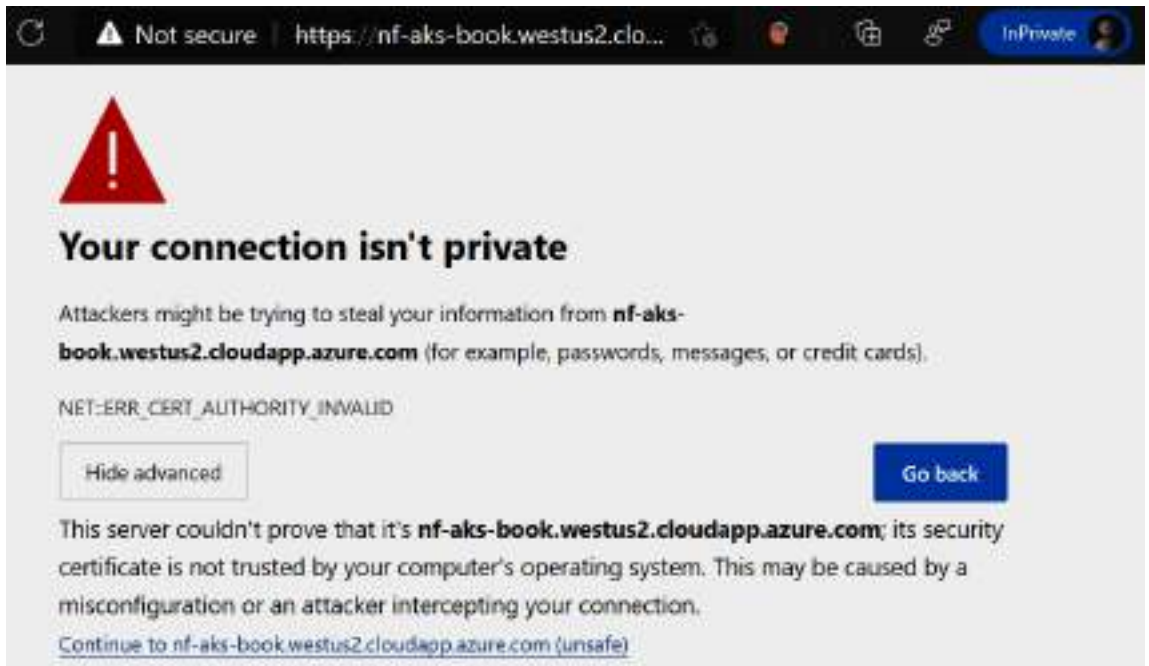 Not secure https://nf-aks-book.westus2.clo... InPrivate
Your connection isn't private
Attackers might be trying to steal your information from nf-aks-
book.westus2.cloudapp.azure.com (for example, passwords, messages, or credit cards).
NET::ERR_CERT_AUTHORITY_INVALID
Hide advanced Go back
This server couldn't prove that it's nf-aks-book.westus2.cloudapp.azure.com; its security
certificate is not trusted by your computer's operating system. This may be caused by a
misconfiguration or an attacker intercepting your connection.
Continue to nf-aks-book.westus2.cloudapp.azure.com (unsafe)